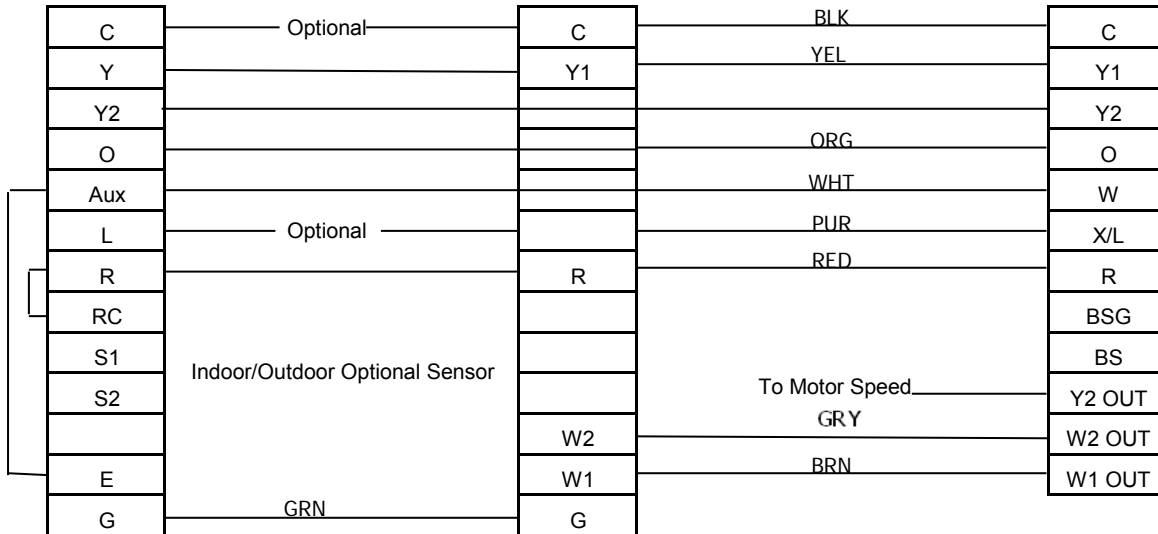 C Optional C BLK C
Y Y1 YEL Y1
Y2 Y2
O ORG O
Aux WHT W
L Optional PUR X/L
R R RED R
RC BSG
S1 BS
Indoor/Outdoor Optional Sensor
S2 To Motor Speed Y2 OUT
W2 GRY W2 OUT
E W1 BRN W1 OUT
G GRN G